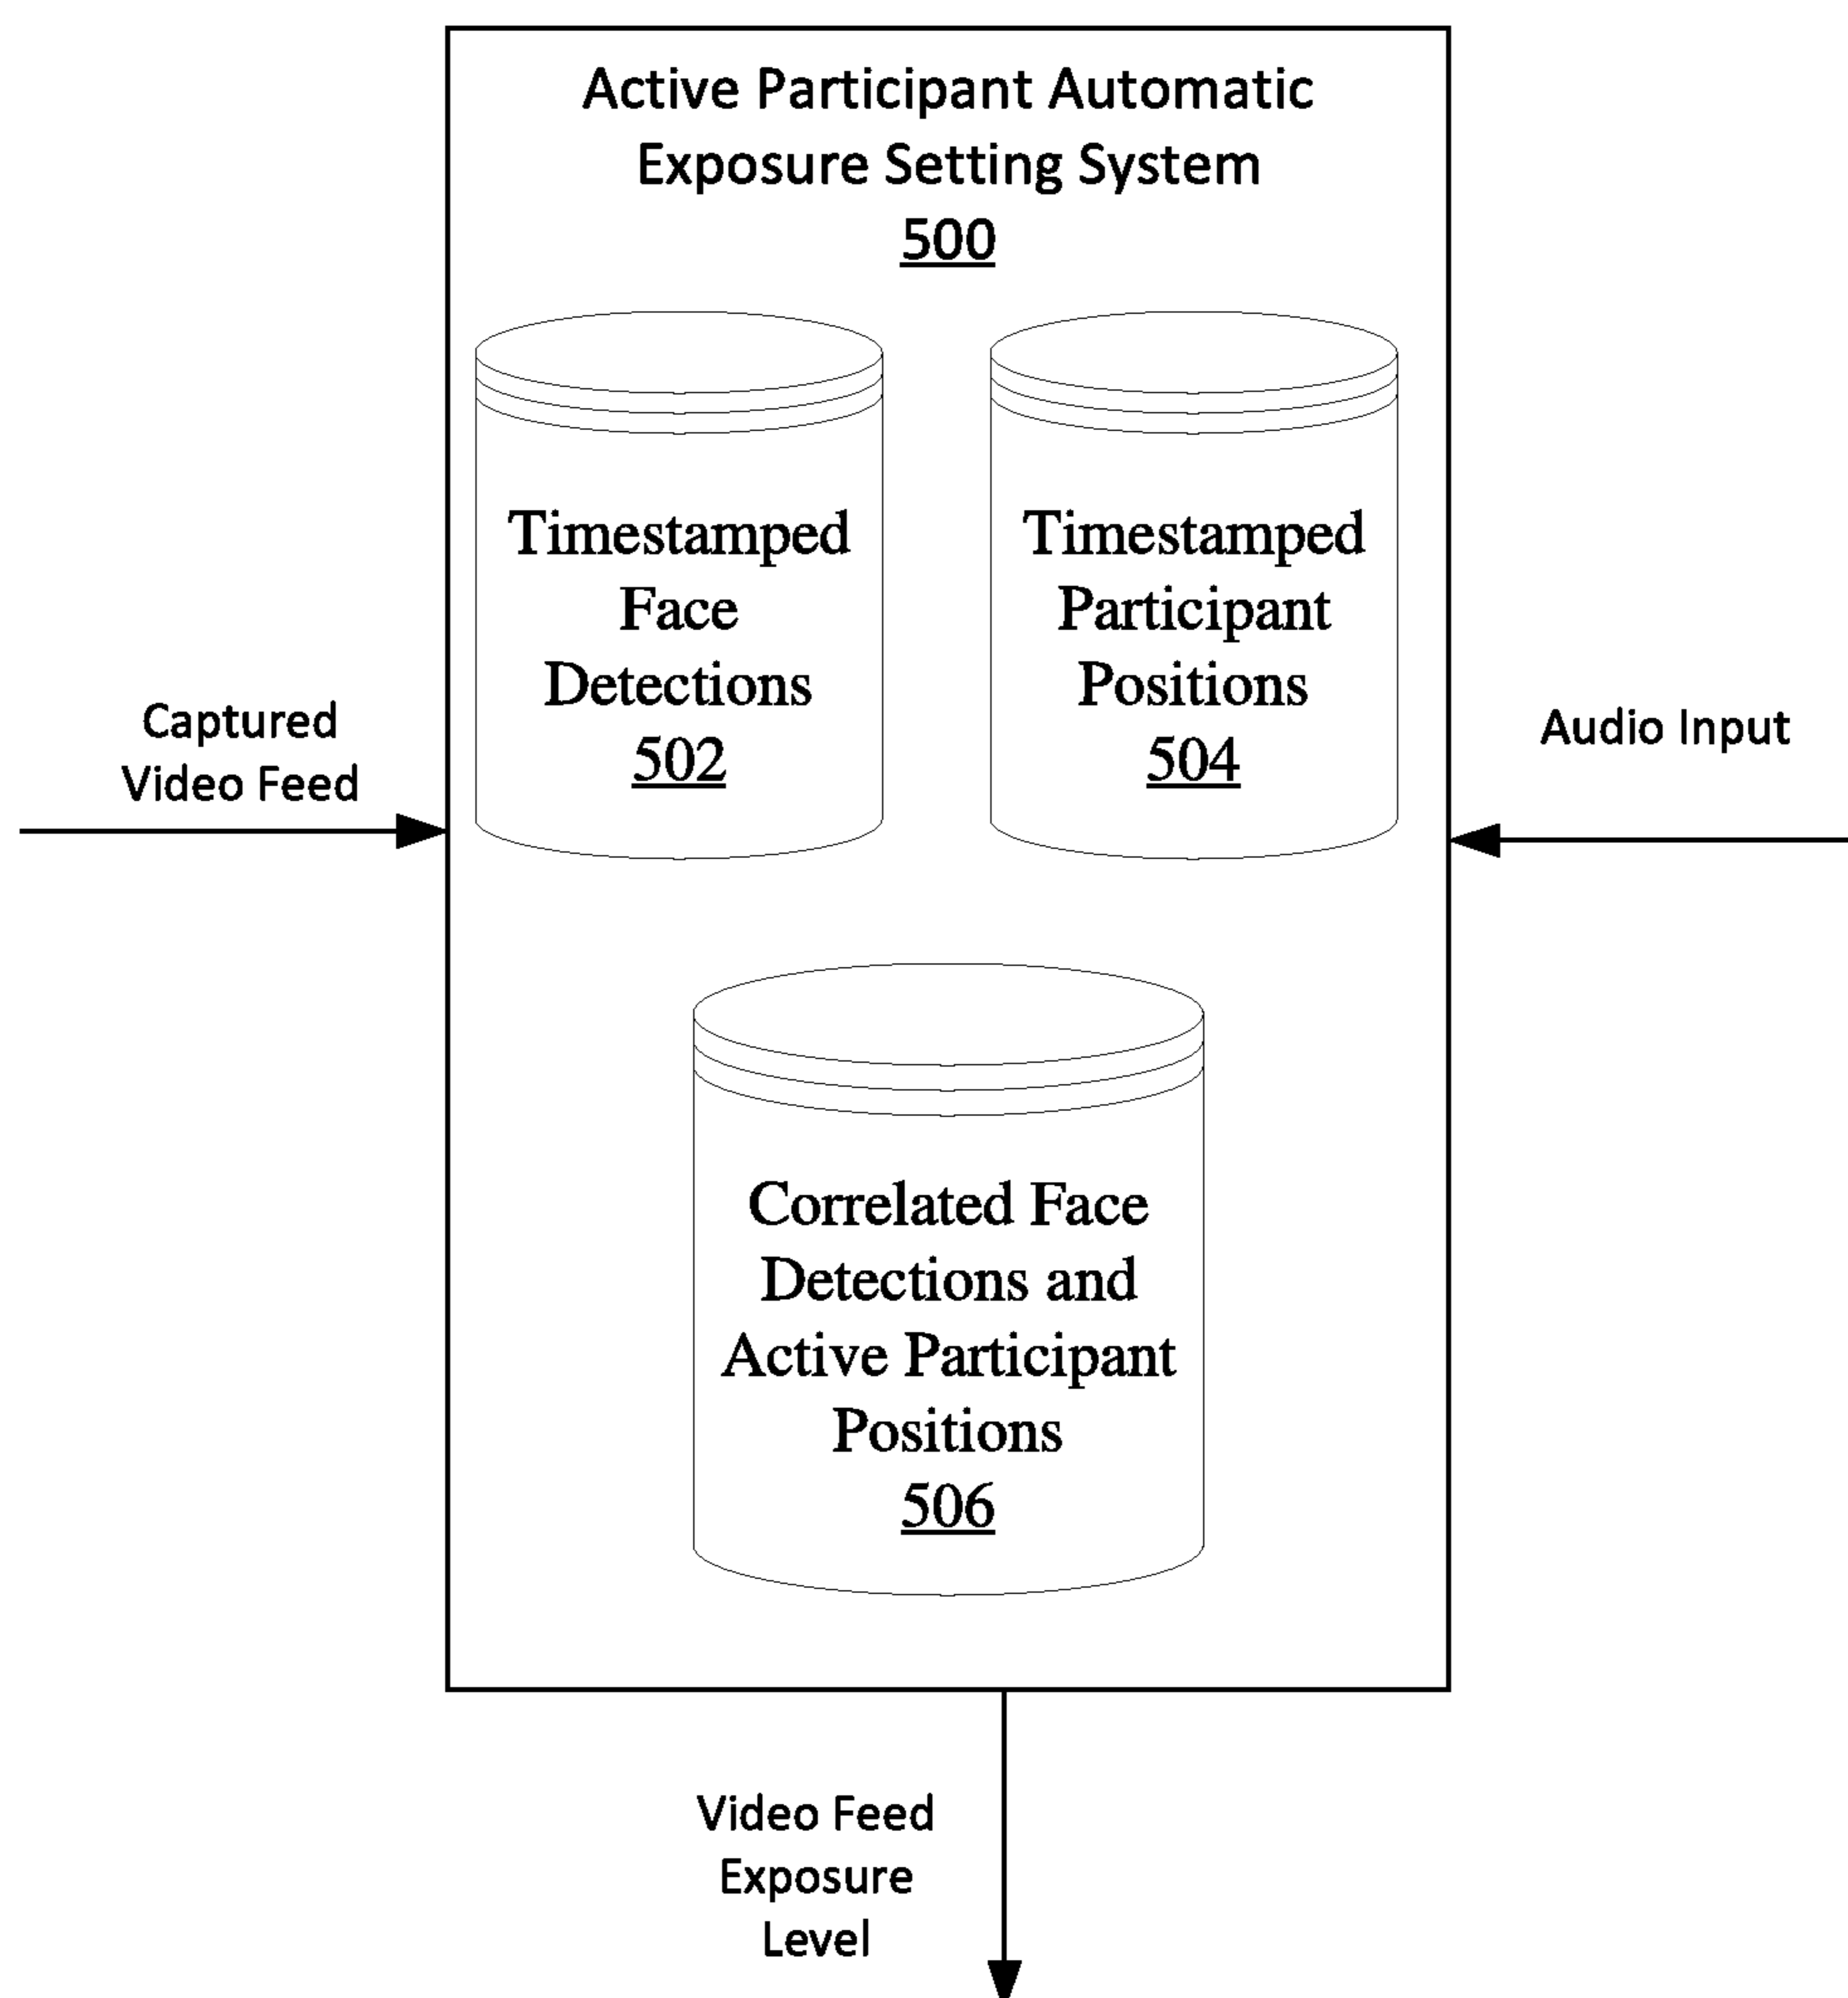 Active Participant Automatic
Exposure Setting System
500
Timestamped
Face
Detections
502
Timestamped
Participant
Positions
504
Captured
Video Feed
Audio Input
Correlated Face
Detections and
Active Participant
Positions
506
Video Feed
Exposure
Level